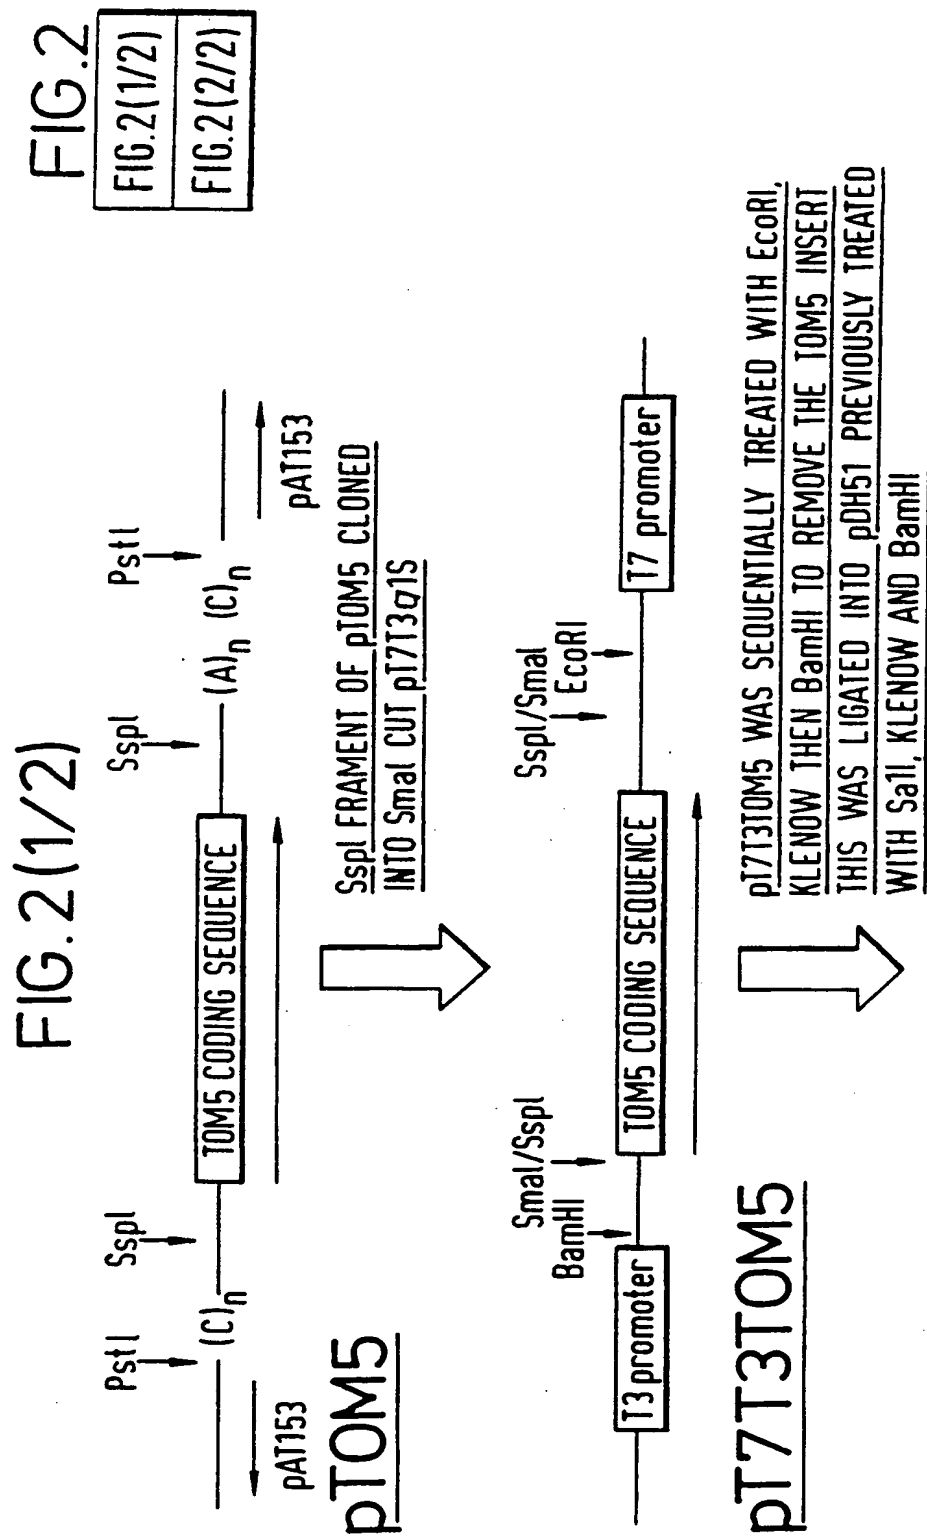 FIG.2
FIG.2(1/2)
FIG.2(2/2)
FIG.2(1/2)
PstI
SspI
SspI
PstI
(C)n
TOM5 CODING SEQUENCE
(A)n
(C)n
pAT153
pAT153
pTOM5
SspI FRAMENT OF pTOM5 CLONED
INTO SmaI CUT pT7T3α1S
SmaI/SspI
BamHI
SspI/SmaI
EcoRI
T3 promoter
TOM5 CODING SEQUENCE
T7 promoter
pT7T3TOM5
pT7T3TOM5 WAS SEQUENTIALLY TREATED WITH EcoRI,
KLENOW THEN BamHI TO REMOVE THE TOM5 INSERT
THIS WAS LIGATED INTO pDH51 PREVIOUSLY TREATED
WITH Sa1I, KLENOW AND BamHI